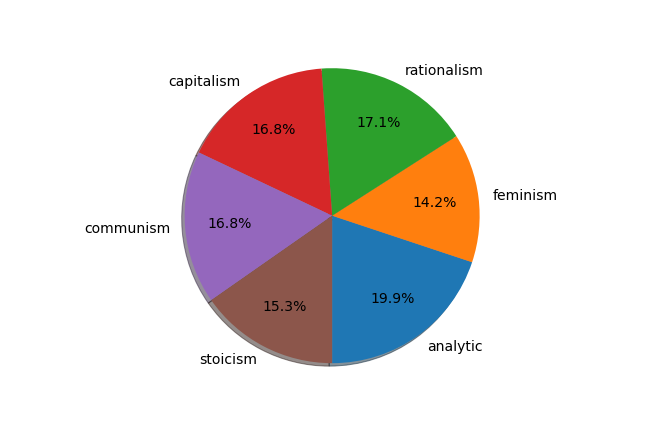 rationalism
capitalism
17.1%
16.8%
feminism
14.2%
16.8%
communism
19.9%
15.3%
analytic
stoicism